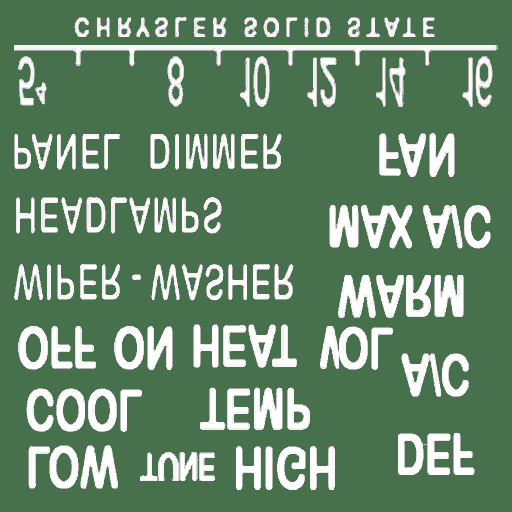 CHRYSLER SOLID STATE
54 8 10 12 14 16
PANEL DIMMER FAN
HEADLAMPS MAX A/C
WIPER - WASHER WARM
OFF ON HEAT VOL
A/C
COOL TEMP
LOW TUNE HIGH DEF